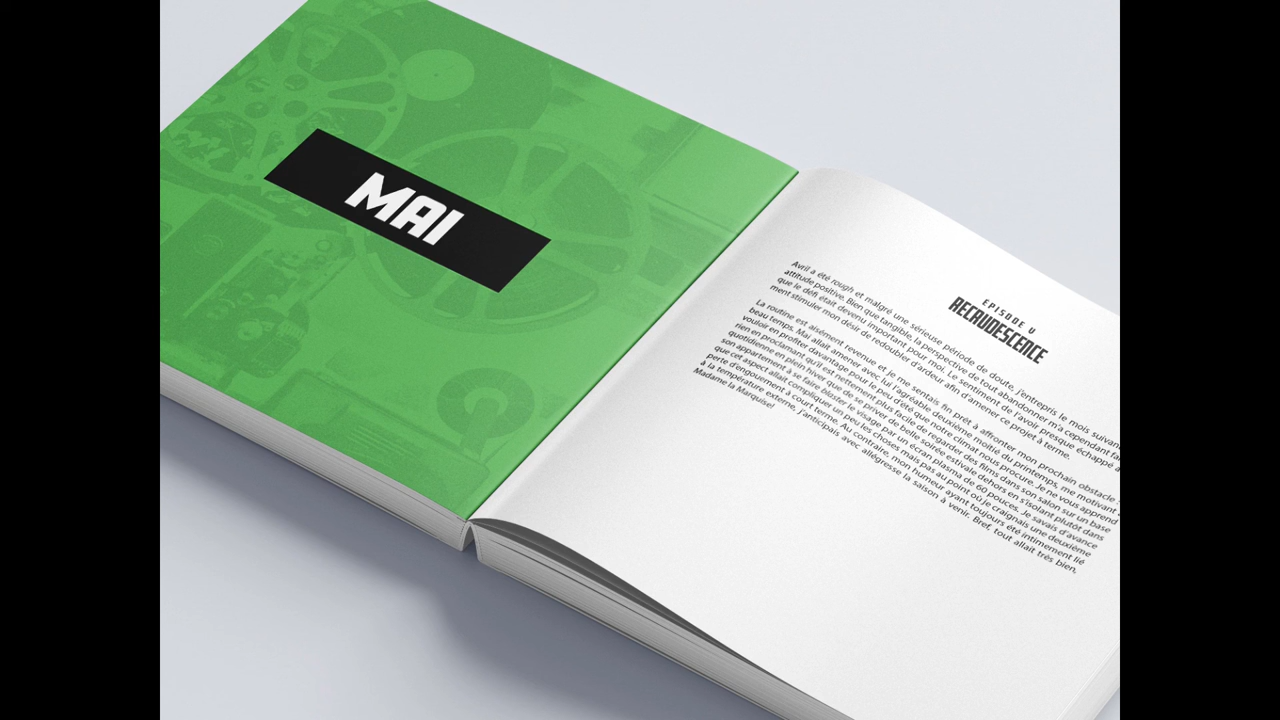 MAI
EPISODE V
RECRUDESCENCE
Avril a été rough et malgré une sérieuse période de doute, j'entrepris le mois suivan
attitude positive. Bien que tangible, la perspective de tout abandonner m'a cependant fa
que le défi était devenu important pour moi. Le sentiment de l'avoir presque échappé a
ment stimuler mon désir de redoubler d'ardeur afin d'amener ce projet à terme.
La routine est aisément revenue et je me sentais fin prêt à affronter mon prochain obstacle :
beau temps. Mai allait amener avec lui l'agréable deuxième moitié du printemps, me motivant
vouloir en profiter davantage pour le peu d'été que notre climat nous procure. Je ne vous apprend
rien en proclamant qu'il est nettement plus facile de regarder des films dans son salon sur un base
quotidienne en plein hiver que de se priver de belle soirée estivale dehors en s'isolant plutôt dans
son appartement à se faire blaster le visage par un écran plasma de 60 pouces. Je savais d'avance
que cet aspect allait compliquer un peu les choses mais pas au point où je craignais une deuxième
perte d'engouement à court terme. Au contraire, mon humeur ayant toujours été intimement lié
à la température externe, j'anticipais avec allégresse la saison à venir. Bref, tout allait très bien,
Madame la Marquise!